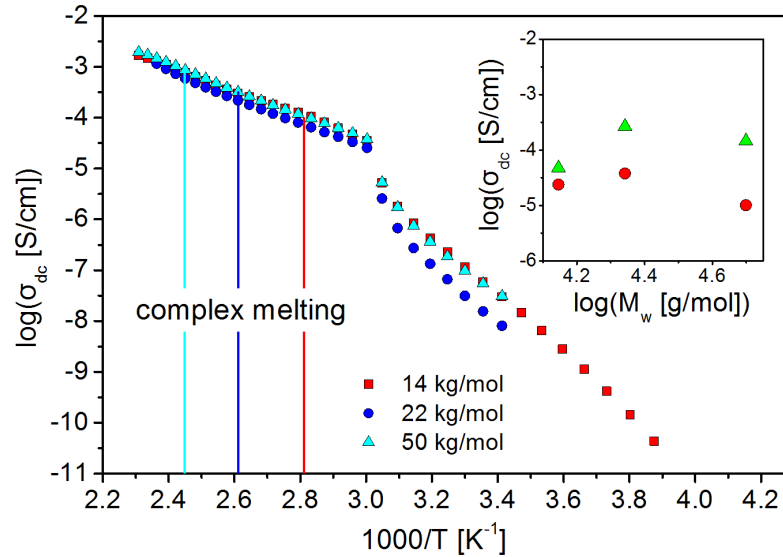 -2
-3
-4
-5
-6
-7
-8
-9
-10
-11
log(σdc [S/cm])
2.2 2.4 2.6 2.8 3.0 3.2 3.4 3.6 3.8 4.0 4.2
1000/T [K-1]
complex melting
14 kg/mol
22 kg/mol
50 kg/mol
-2
-3
-4
-5
-6
log(σdc [S/cm])
4.2 4.4 4.6
log(Mw [g/mol])